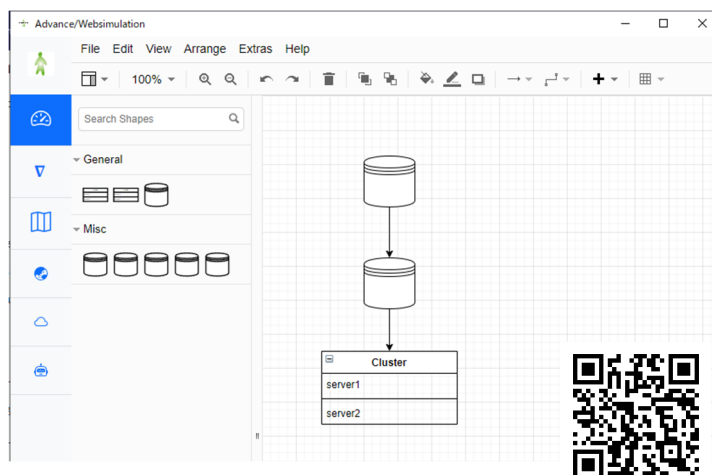 Advance/Websimulation
File Edit View Arrange Extras Help
100%
Search Shapes
General
Misc
Cluster
server1
server2